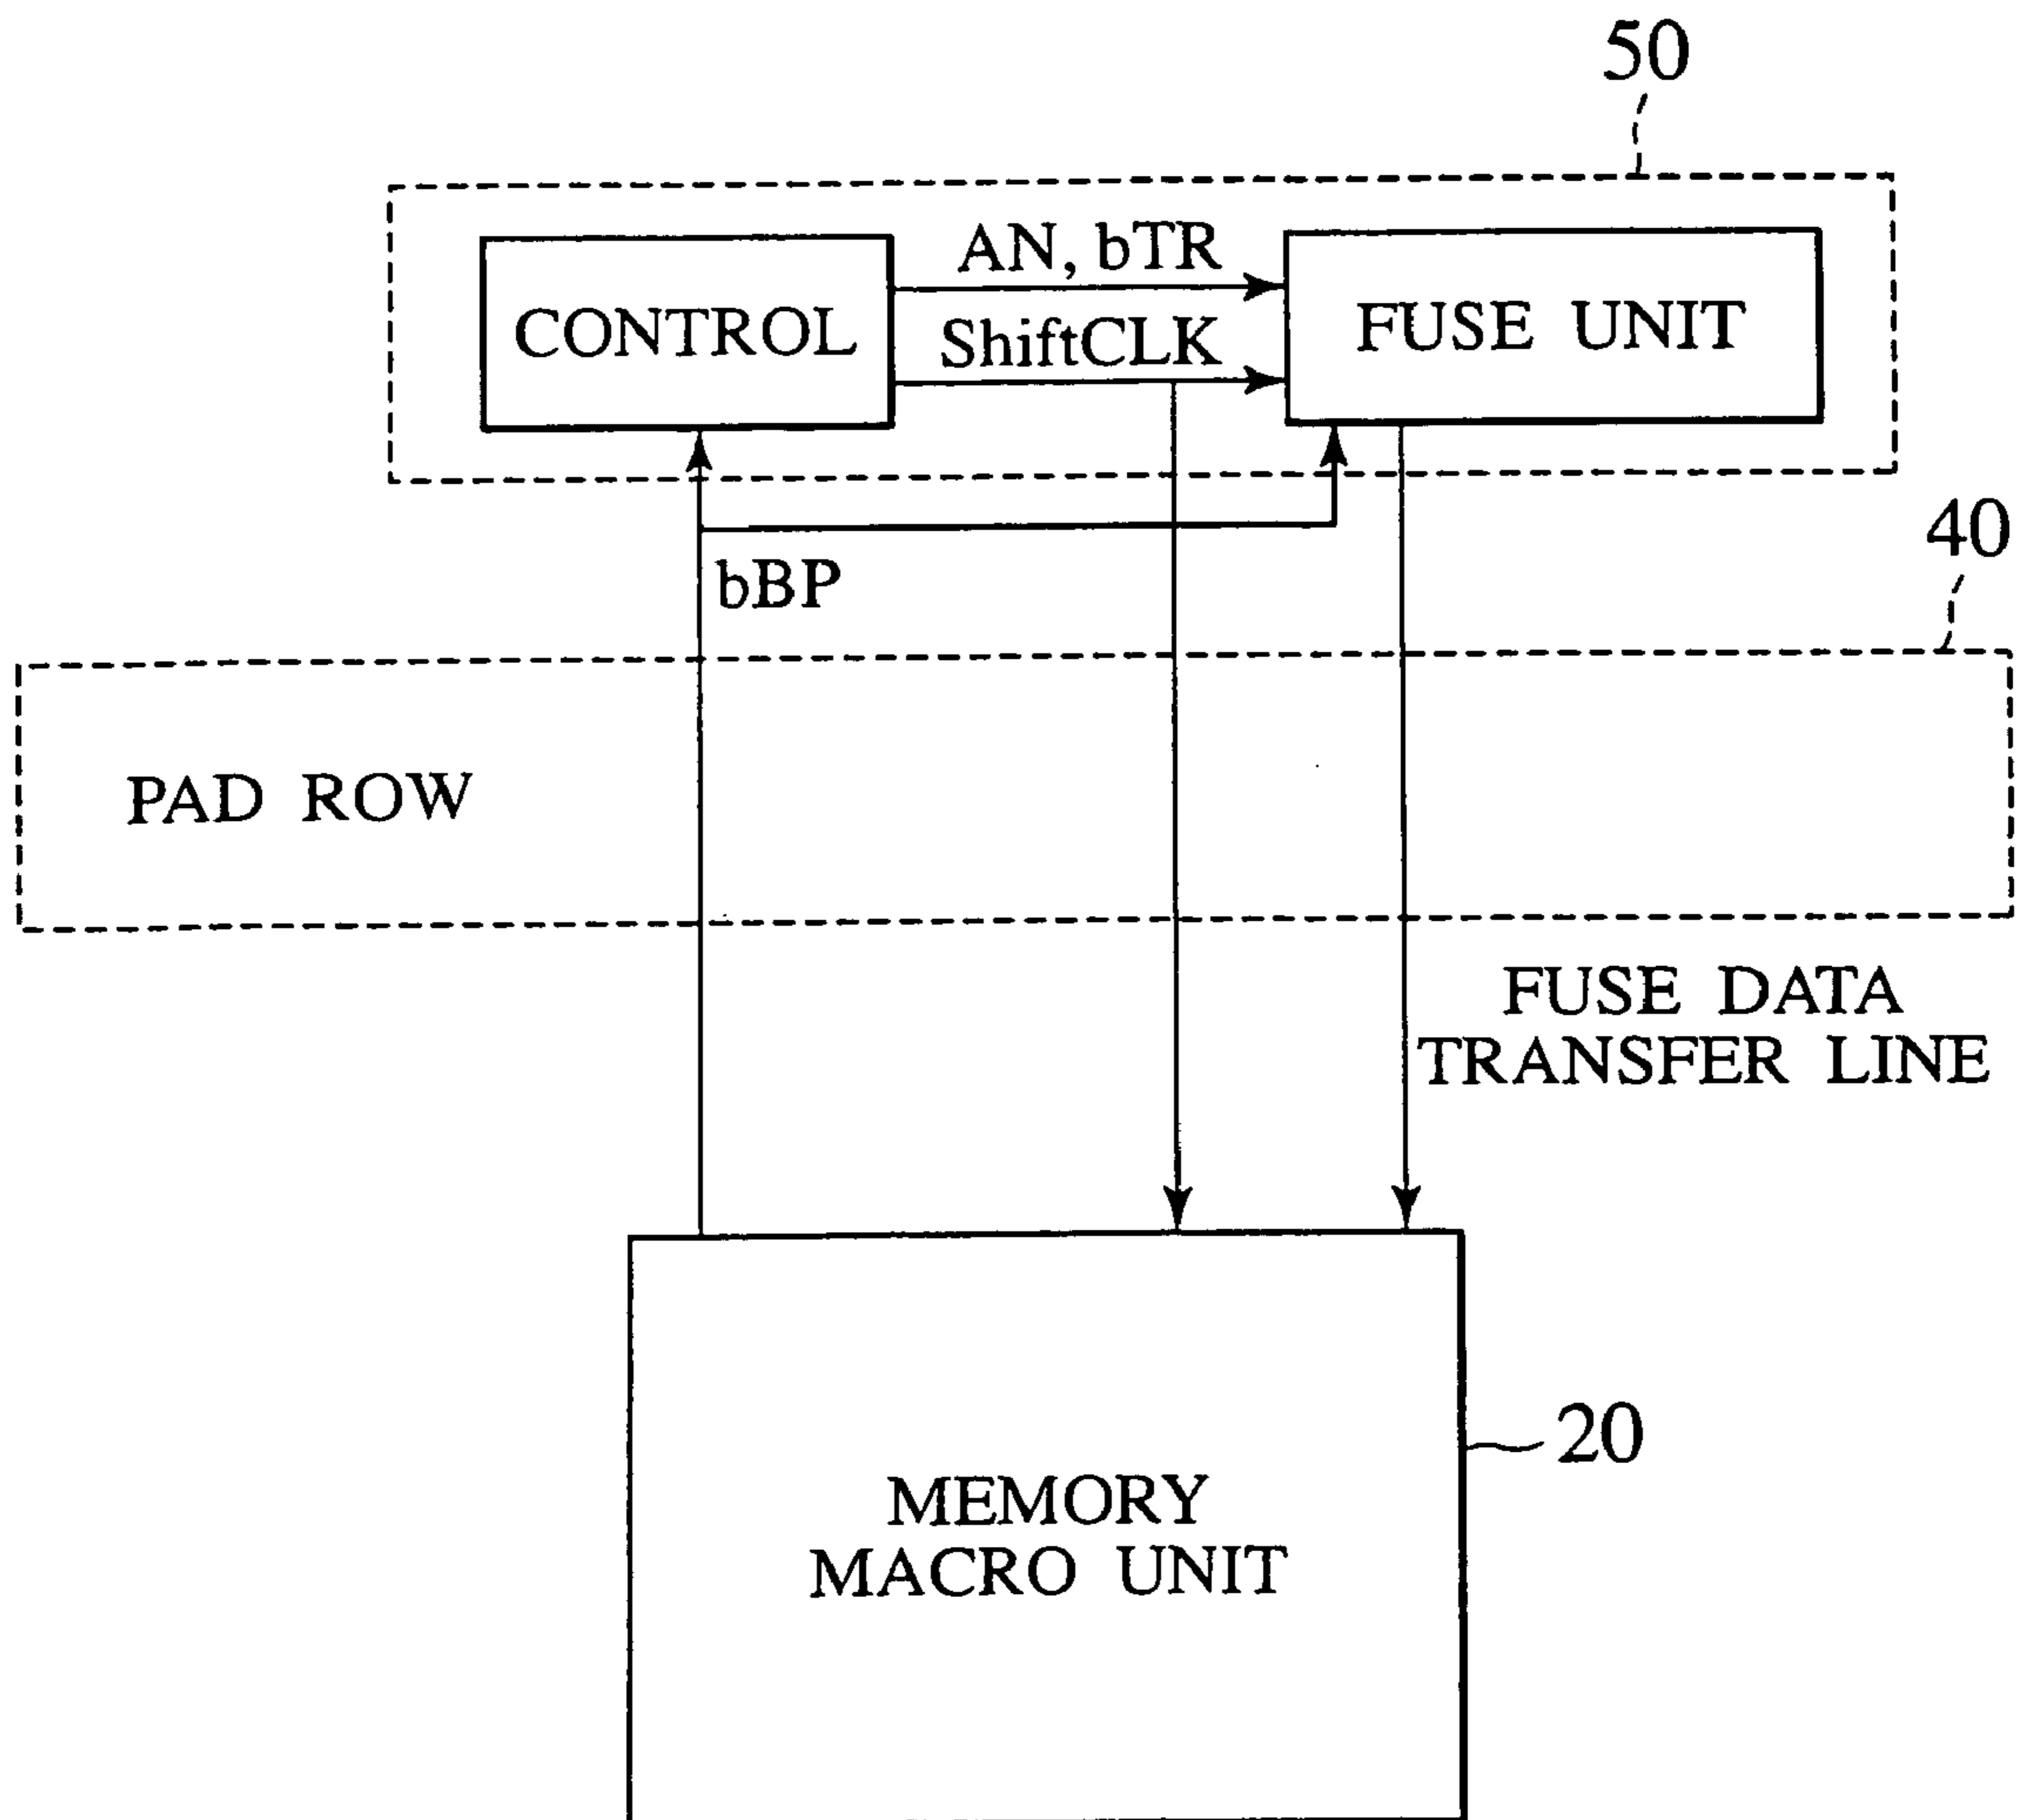 50
AN, bTR
CONTROL
ShiftCLK
FUSE UNIT
40
bBP
PAD ROW
FUSE DATA
TRANSFER LINE
20
MEMORY
MACRO UNIT